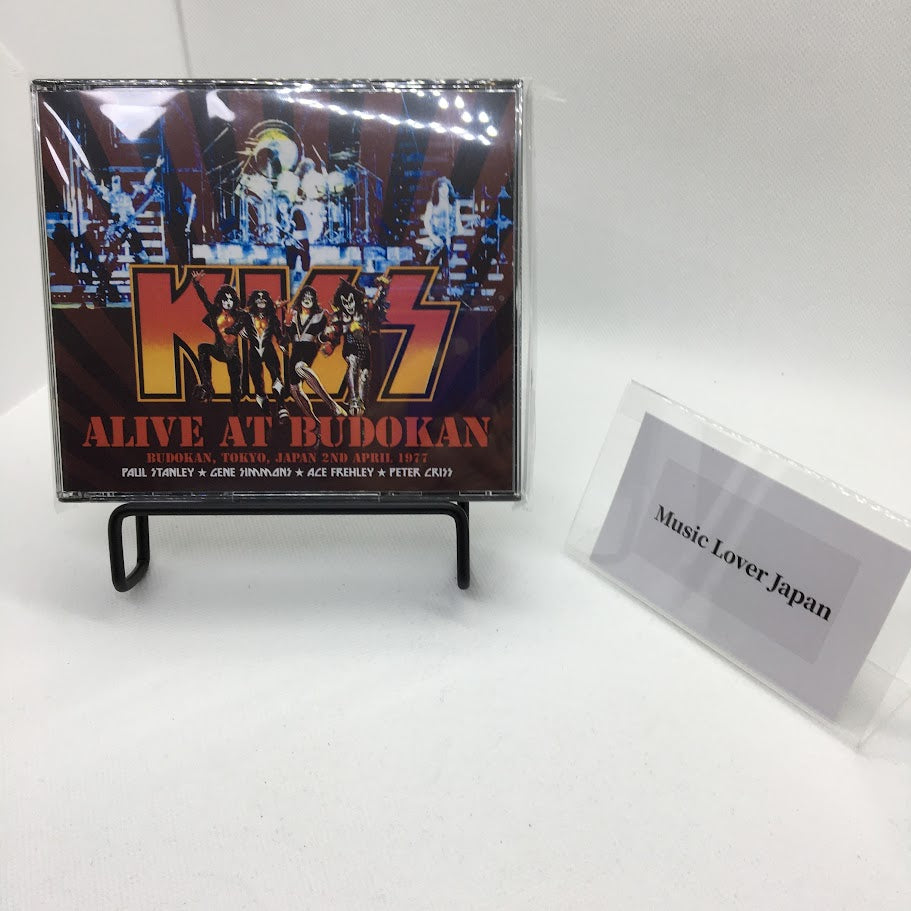 KISS
ALIVE AT BUDOKAN
BUDOKAN, TOKYO, JAPAN 2ND APRIL 1977
PAUL STANLEY ★ GENE SIMMONS ★ ACE FREHLEY ★ PETER CRISS
Music Lover Japan